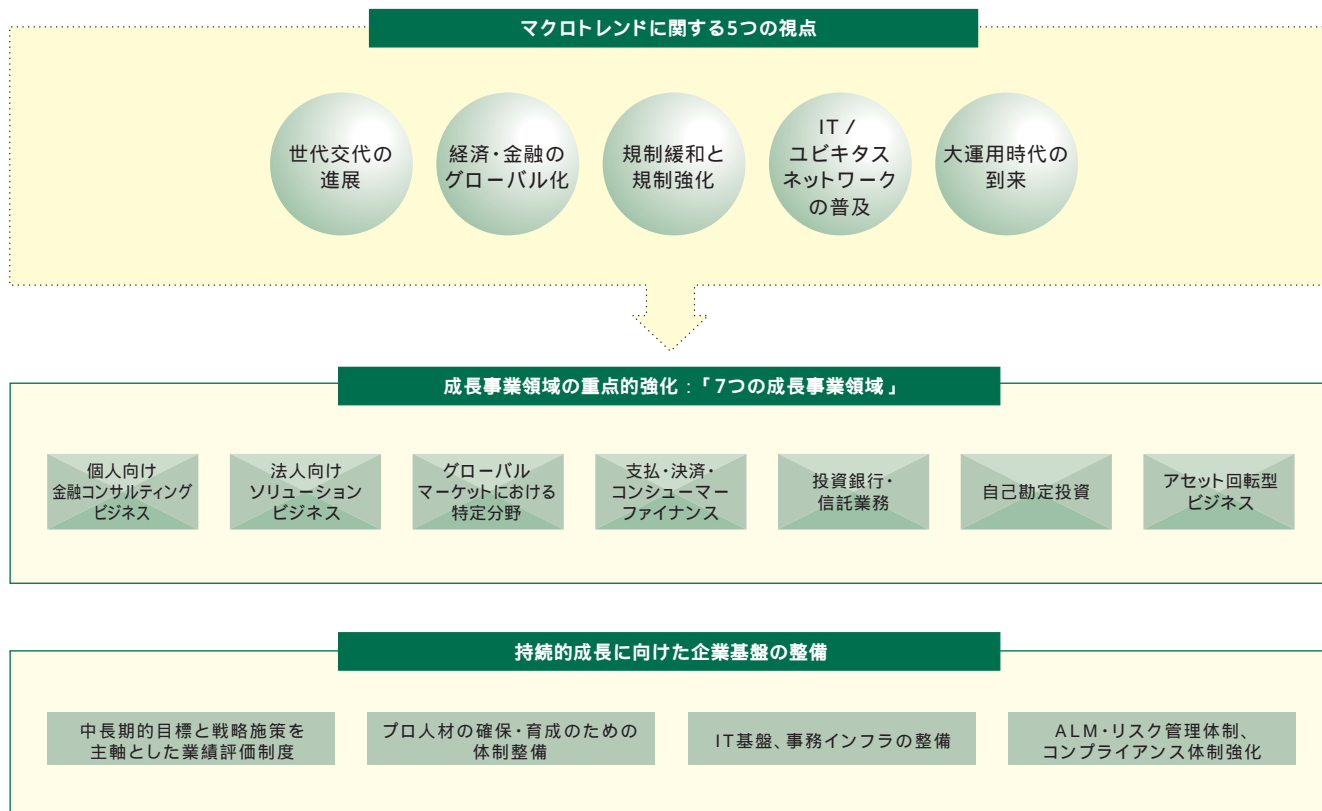 マクロトレンドに関する5つの視点
世代交代の
進展
経済・金融の
グローバル化
規制緩和と
規制強化
IT /
ユビキタス
ネットワーク
の普及
大運用時代の
到来
成長事業領域の重点的強化：「7つの成長事業領域」
個人向け
金融コンサルティング
ビジネス
法人向け
ソリューション
ビジネス
グローバル
マーケットにおける
特定分野
支払・決済・
コンシューマー
ファイナンス
投資銀行・
信託業務
自己勘定投資
アセット回転型
ビジネス
持続的成長に向けた企業基盤の整備
中長期的目標と戦略施策を
主軸とした業績評価制度
プロ人材の確保・育成のための
体制整備
IT基盤、事務インフラの整備
ALM・リスク管理体制、
コンプライアンス体制強化